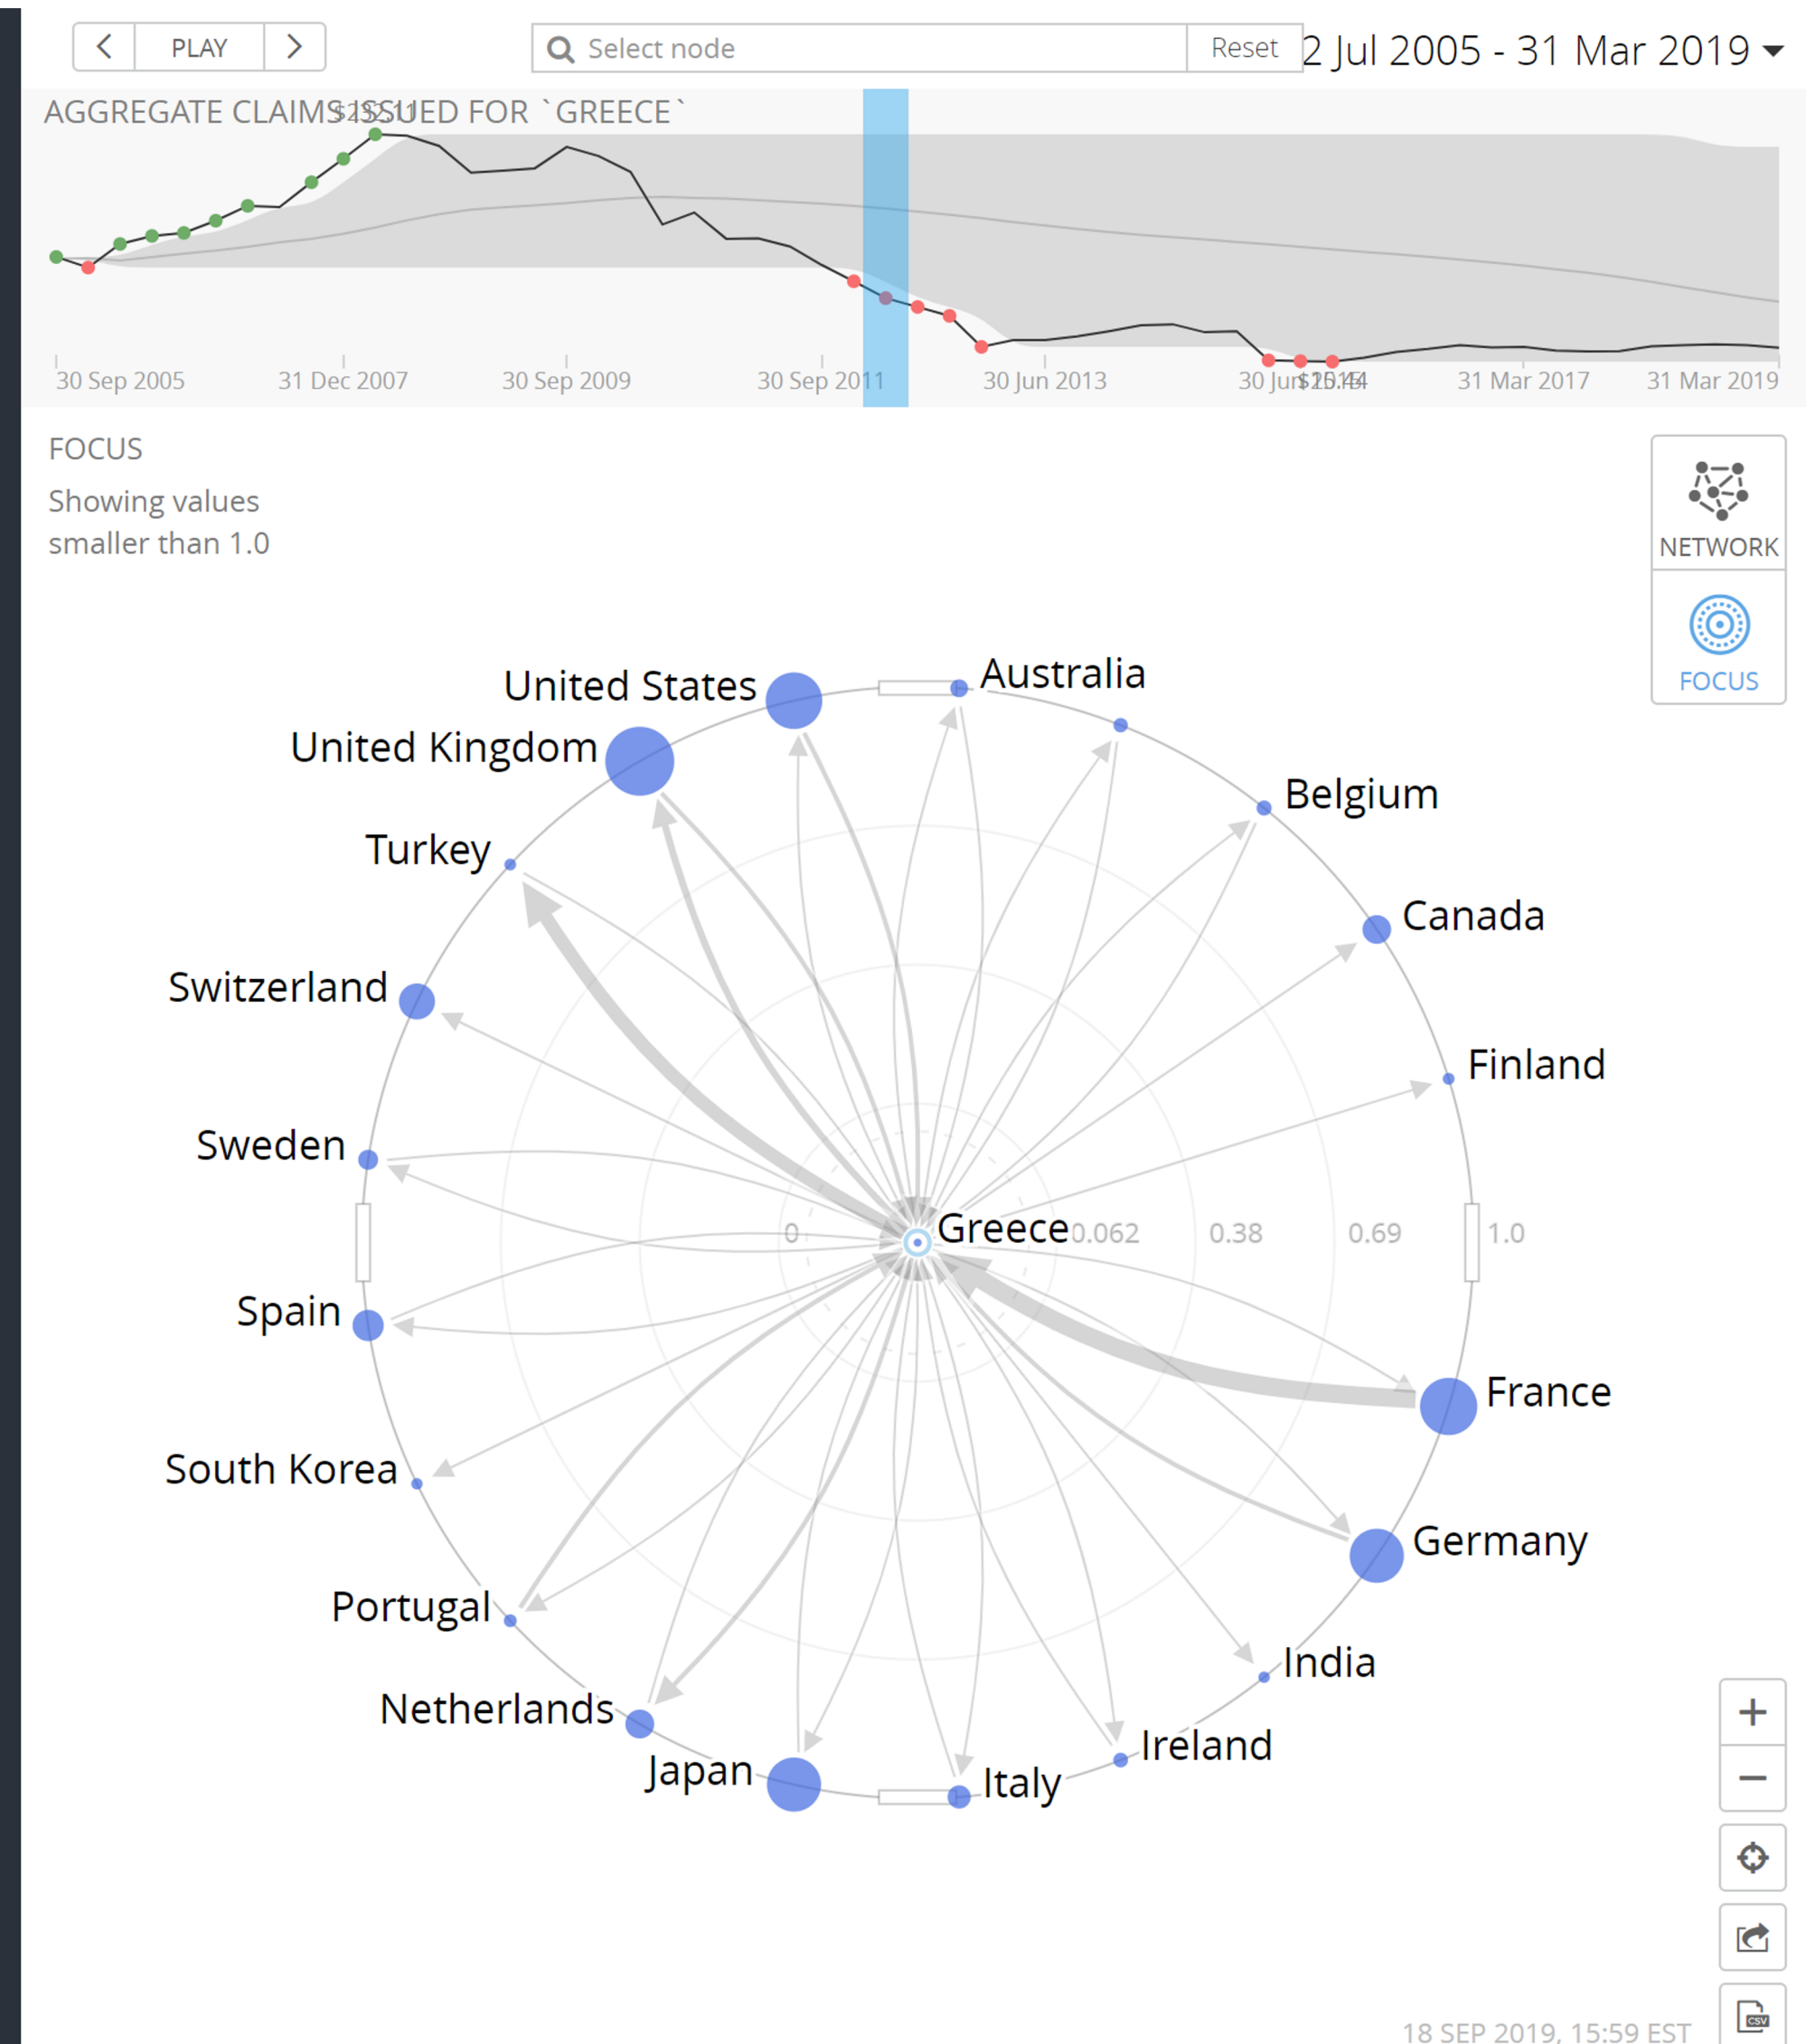 PLAY
Select node
Reset
2 Jul 2005 - 31 Mar 2019
AGGREGATE CLAIMS ISSUED FOR `GREECE`
30 Sep 2005
31 Dec 2007
30 Sep 2009
30 Sep 2011
30 Jun 2013
30 Jun
31 Mar 2017
31 Mar 2019
FOCUS
Showing values
smaller than 1.0
NETWORK
FOCUS
United States
Australia
United Kingdom
Belgium
Turkey
Canada
Switzerland
Finland
Sweden
Greece
0
0.062
0.38
0.69
1.0
Spain
France
South Korea
Germany
Portugal
India
Netherlands
Ireland
Japan
Italy
CSV
18 SEP 2019, 15:59 EST